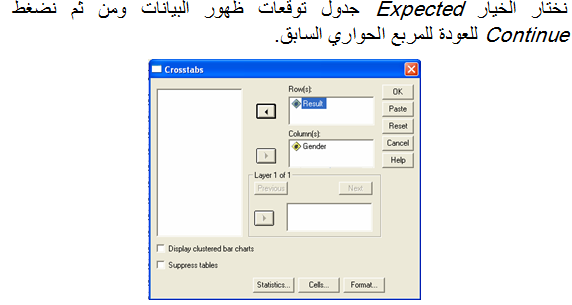 نختار الخيار Expected جدول توقعات ظهور البيانات ومن ثم نضغط
Continue للعودة للمربع الحواري السابق.
Crosstabs
Row(s):
Result
Column(s):
Gender
Layer 1 of 1
Previous
Next
OK
Paste
Reset
Cancel
Help
Display clustered bar charts
Suppress tables
Statistics...
Cells...
Format...